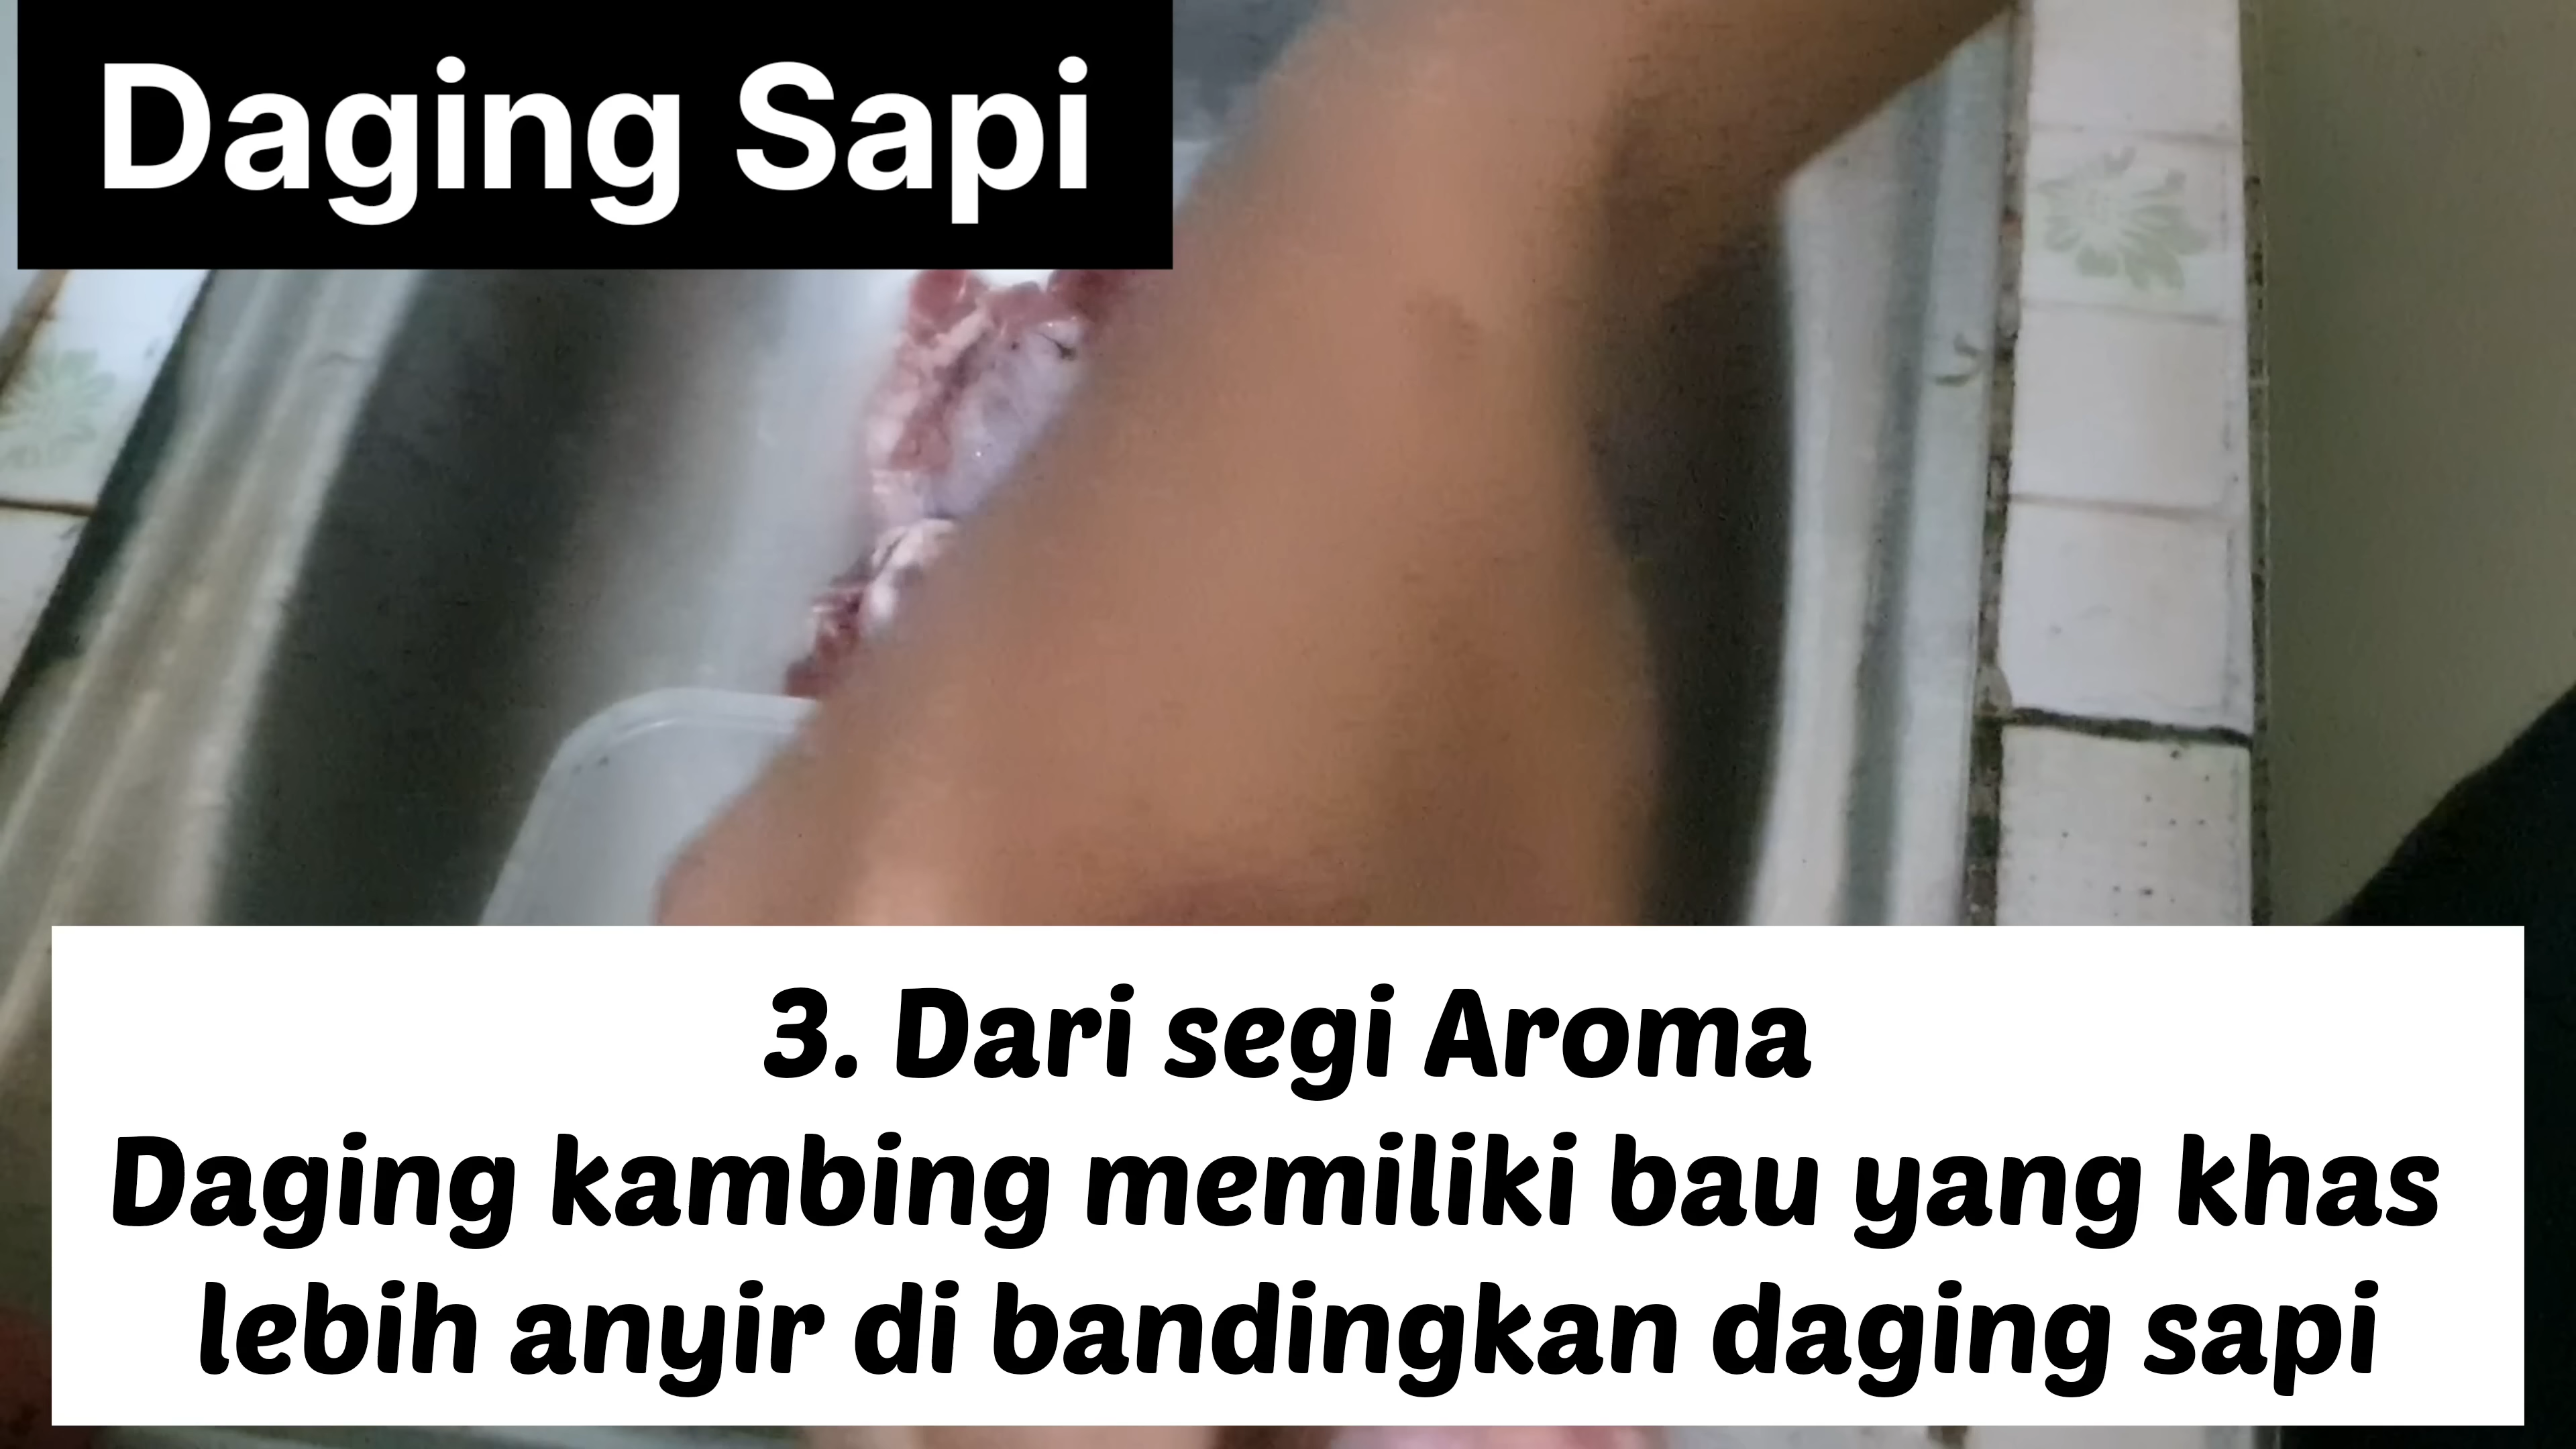 Daging Sapi
3. Dari segi Aroma
Daging kambing memiliki bau yang khas
lebih anyir di bandingkan daging sapi